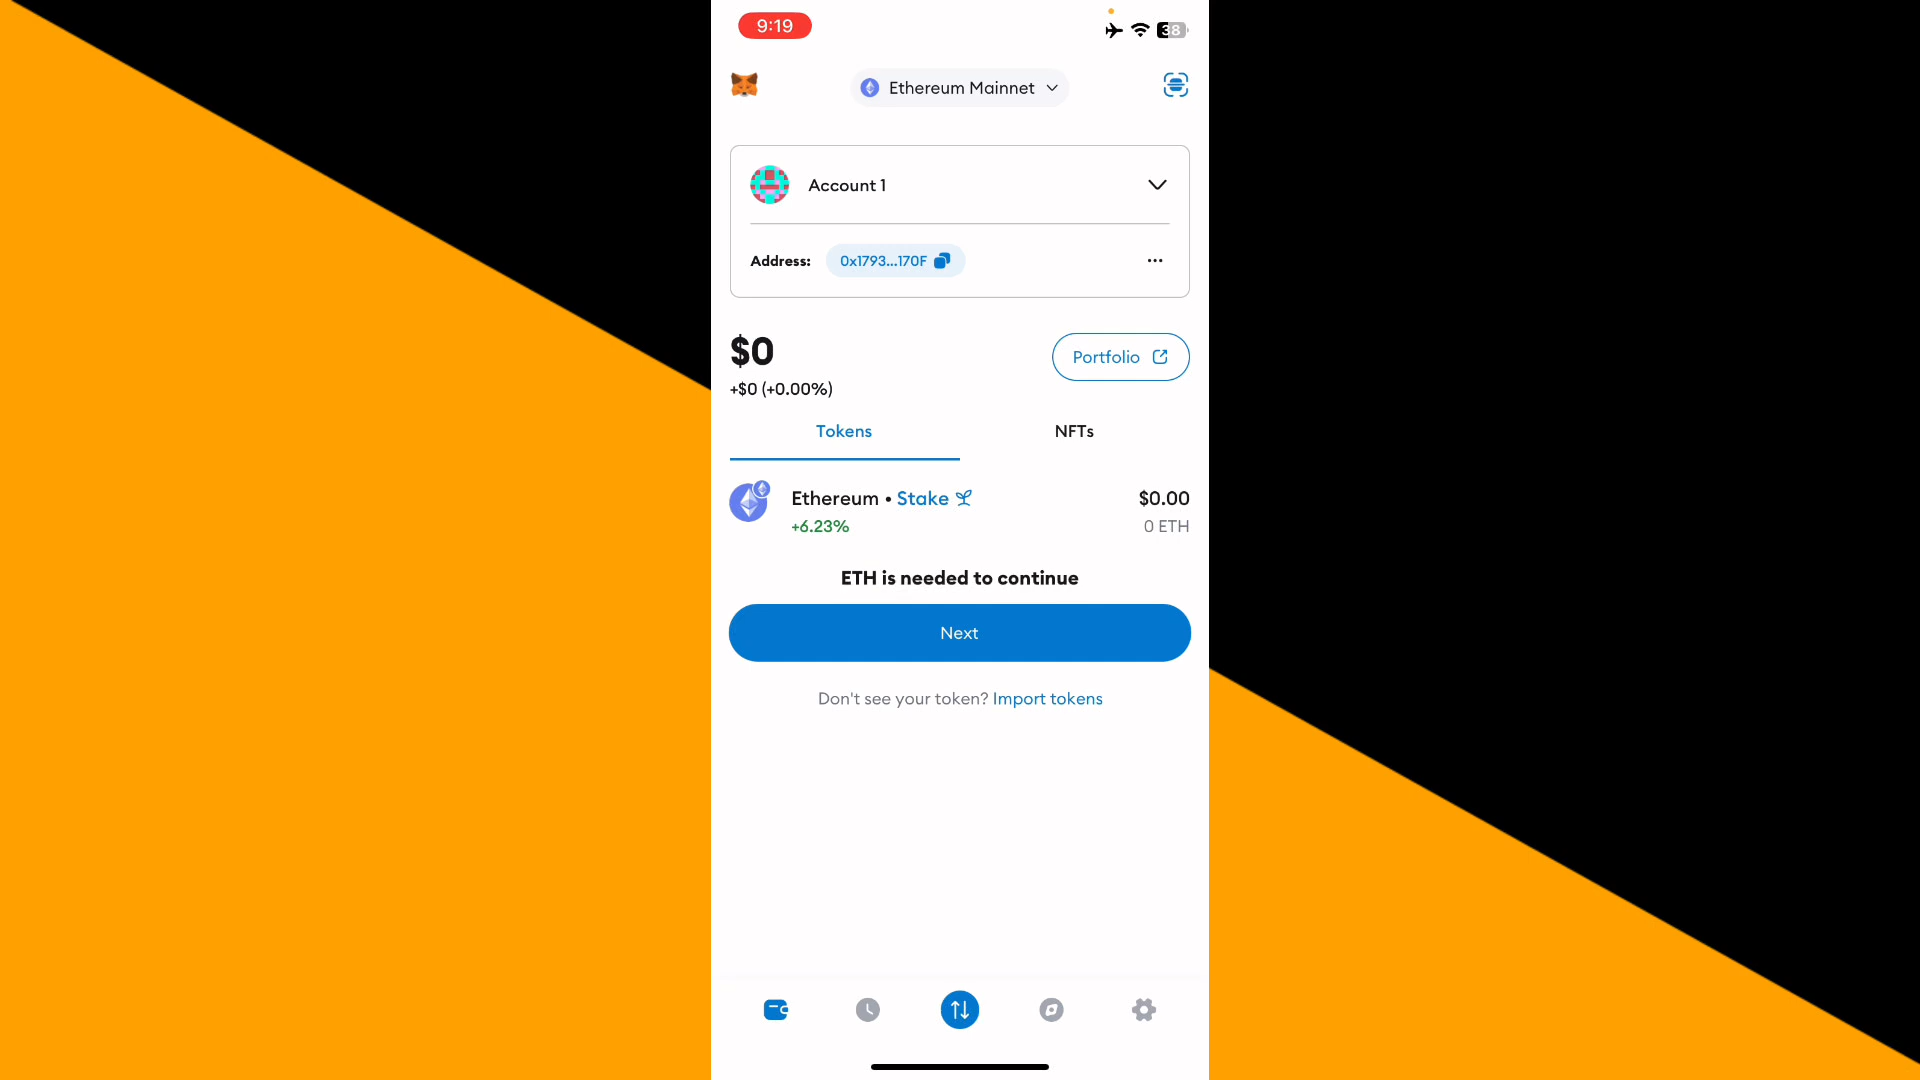 9:19
38
Ethereum Mainnet
Account 1
Address: 0x1793...170F
$0
Portfolio
+$0 (+0.00%)
Tokens NFTs
Ethereum • Stake $0.00
+6.23% 0 ETH
ETH is needed to continue
Next
Don't see your token? Import tokens